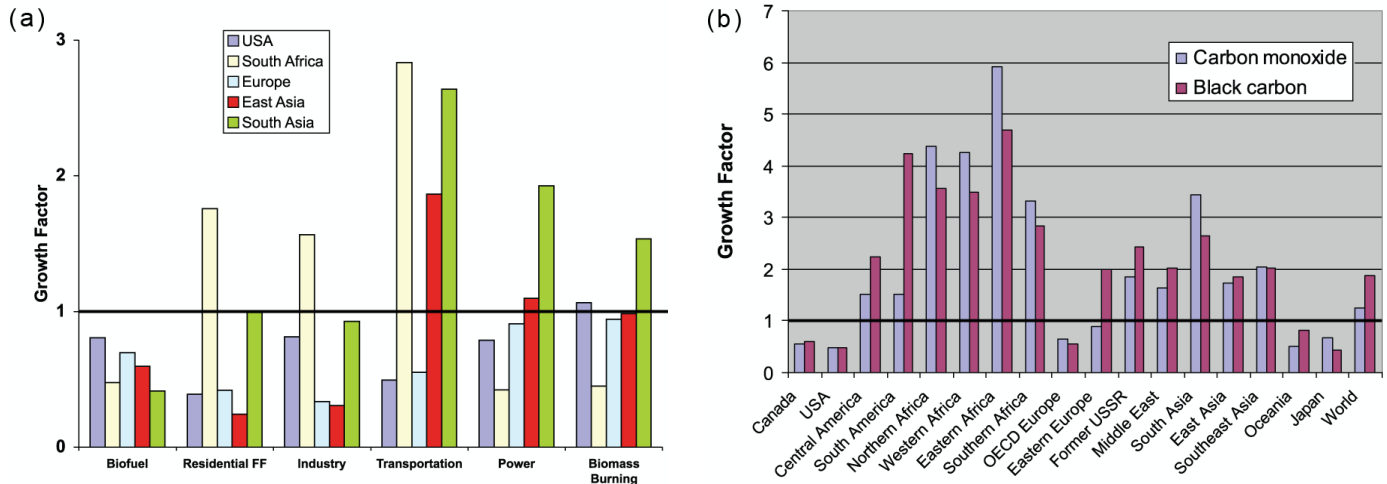 (a)
3
2
1
0
Growth Factor
USA
South Africa
Europe
East Asia
South Asia
Biofuel
Residential FF
Industry
Transportation
Power
Biomass
Burning
(b)
7
6
5
4
3
2
1
0
Growth Factor
Carbon monoxide
Black carbon
Canada
USA
Central America
South America
Northern Africa
Western Africa
Eastern Africa
Southern Africa
OECD Europe
Eastern Europe
Former USSR
Middle East
South Asia
East Asia
Southeast Asia
Oceania
Japan
World